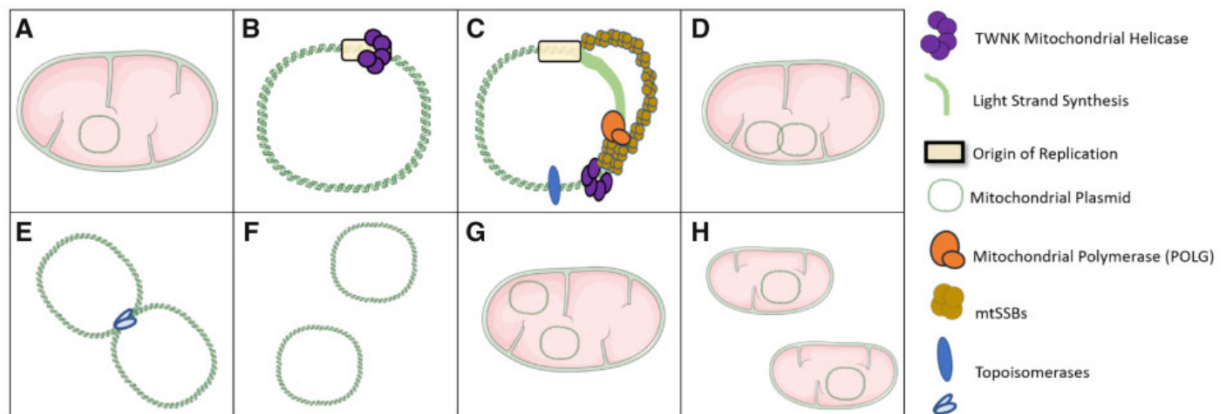 A
B
C
D
E
F
G
H
TWNK Mitochondrial Helicase
Light Strand Synthesis
Origin of Replication
Mitochondrial Plasmid
Mitochondrial Polymerase (POLG)
mtSSBs
Topoisomerases